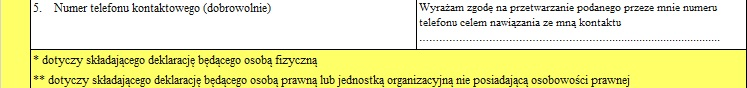 5. Numer telefonu kontaktowego (dobrowolnie)
Wyrażam zgodę na przetwarzanie podanego przeze mnie numeru
telefonu celem nawiązania ze mną kontaktu
....................................................................................................
* dotyczy składającego deklarację będącego osobą fizyczną
** dotyczy składającego deklarację będącego osobą prawną lub jednostką organizacyjną nie posiadającą osobowości prawnej